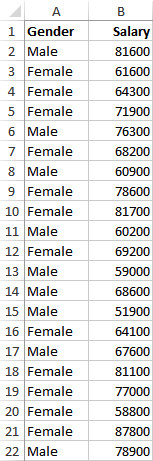 A B
1 Gender Salary
2 Male 81600
3 Female 61600
4 Female 64300
5 Female 71900
6 Male 76300
7 Female 68200
8 Male 60900
9 Female 78600
10 Female 81700
11 Male 60200
12 Female 69200
13 Male 59000
14 Male 68600
15 Male 51900
16 Female 64100
17 Male 67600
18 Female 81100
19 Female 77000
20 Female 58800
21 Female 87800
22 Male 78900